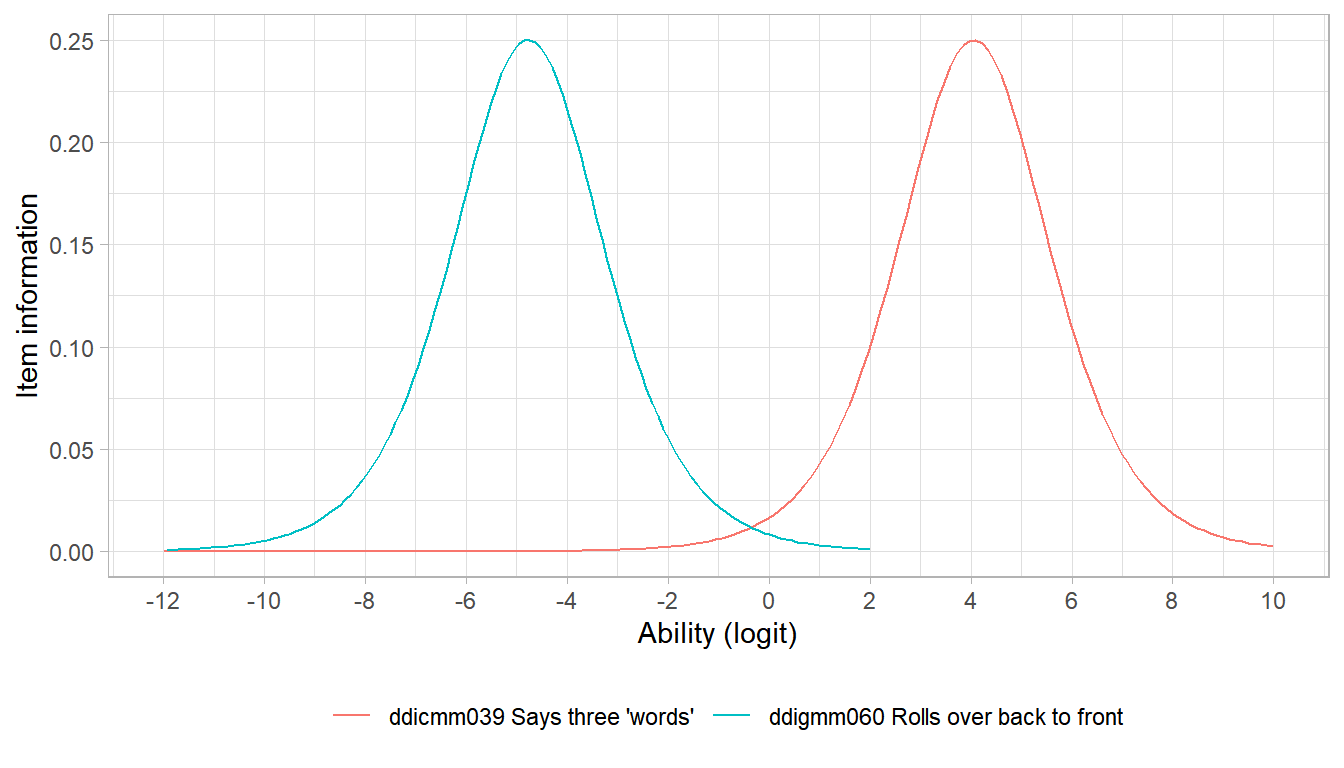 0.25
0.20
0.15
0.10
0.05
0.00
Item information
-12 -10 -8 -6 -4 -2 0 2 4 6 8 10
Ability (logit)
ddicmm039 Says three 'words' ddigmm060 Rolls over back to front